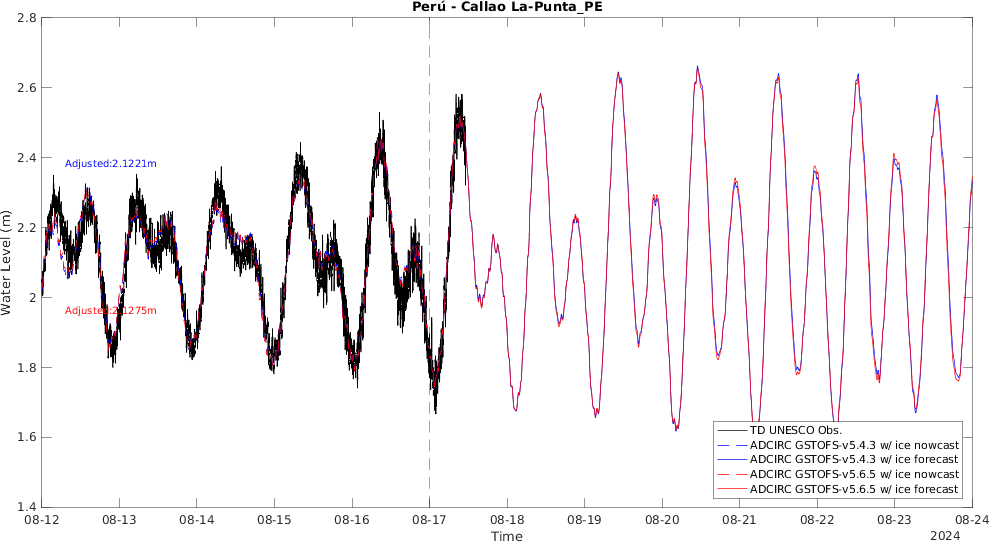 Perú - Callao La-Punta_PE
2.8
2.6
2.4
2.2
2
1.8
1.6
1.4
Water Level (m)
Adjusted:2.1221m
Adjusted:2.1275m
TD UNESCO Obs.
ADCIRC GSTOFS-v5.4.3 w/ ice nowcast
ADCIRC GSTOFS-v5.4.3 w/ ice forecast
ADCIRC GSTOFS-v5.6.5 w/ ice nowcast
ADCIRC GSTOFS-v5.6.5 w/ ice forecast
08-12 08-13 08-14 08-15 08-16 08-17 08-18 08-19 08-20 08-21 08-22 08-23 08-24
Time
2024